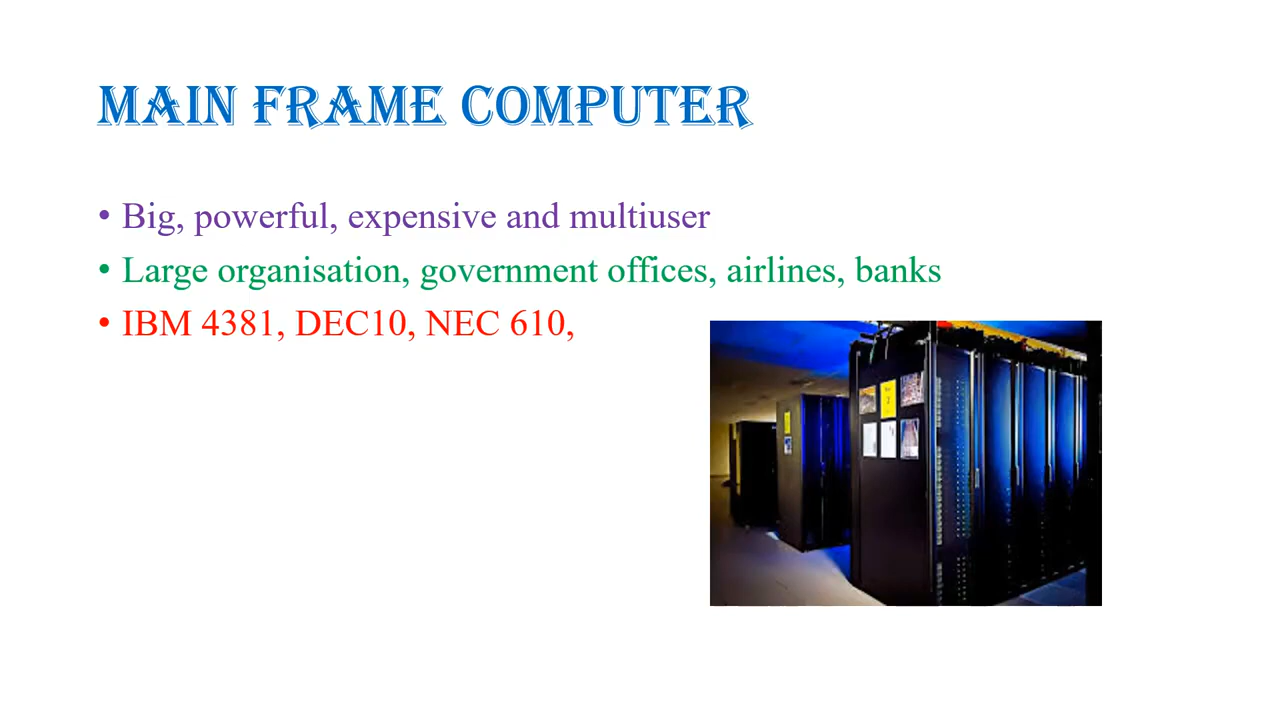 MAIN FRAME COMPUTER
• Big, powerful, expensive and multiuser
• Large organisation, government offices, airlines, banks
• IBM 4381, DEC10, NEC 610,